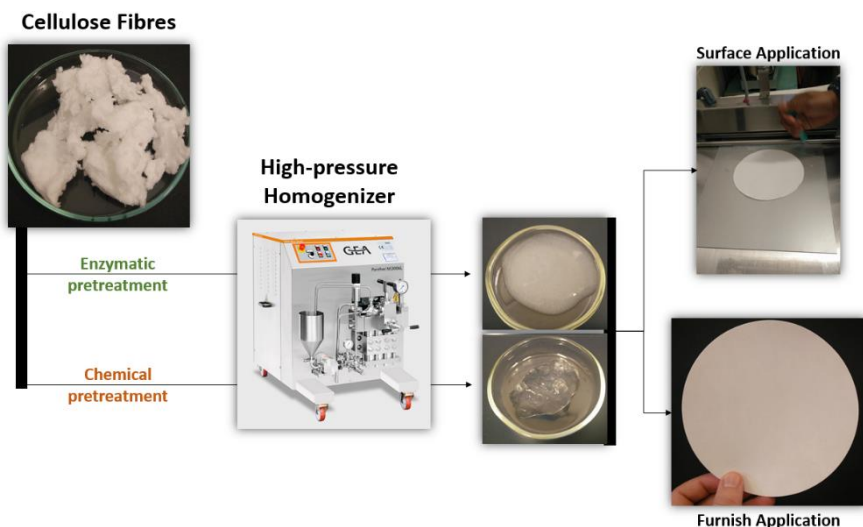 Cellulose Fibres
Surface Application
High-pressure
Homogenizer
GEA
Enzymatic
pretreatment
Chemical
pretreatment
Furnish Application